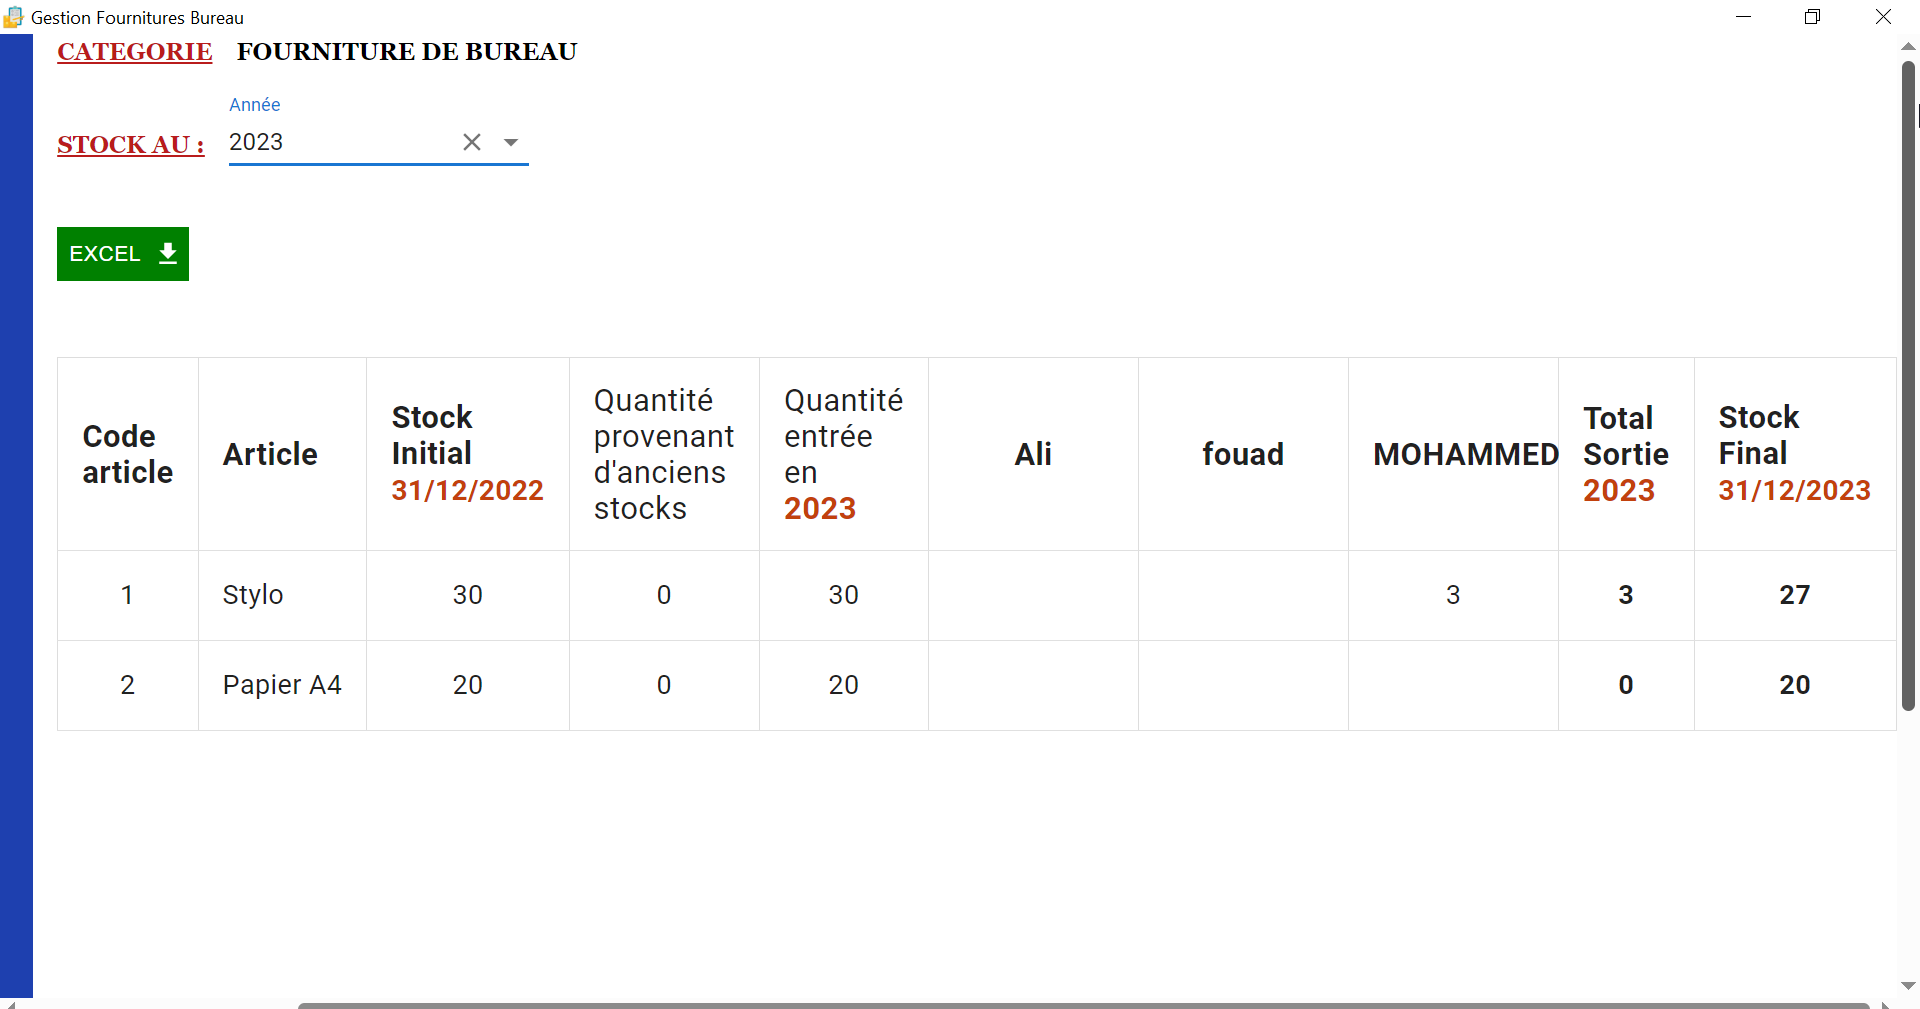 Gestion Fournitures Bureau
CATEGORIE FOURNITURE DE BUREAU
Année
STOCK AU : 2023
EXCEL
Code article
Article
Stock Initial 31/12/2022
Quantité provenant d'anciens stocks
Quantité entrée en 2023
Ali
fouad
MOHAMMED
Total Sortie 2023
Stock Final 31/12/2023
1 Stylo 30 0 30 3 3 27
2 Papier A4 20 0 20 0 20